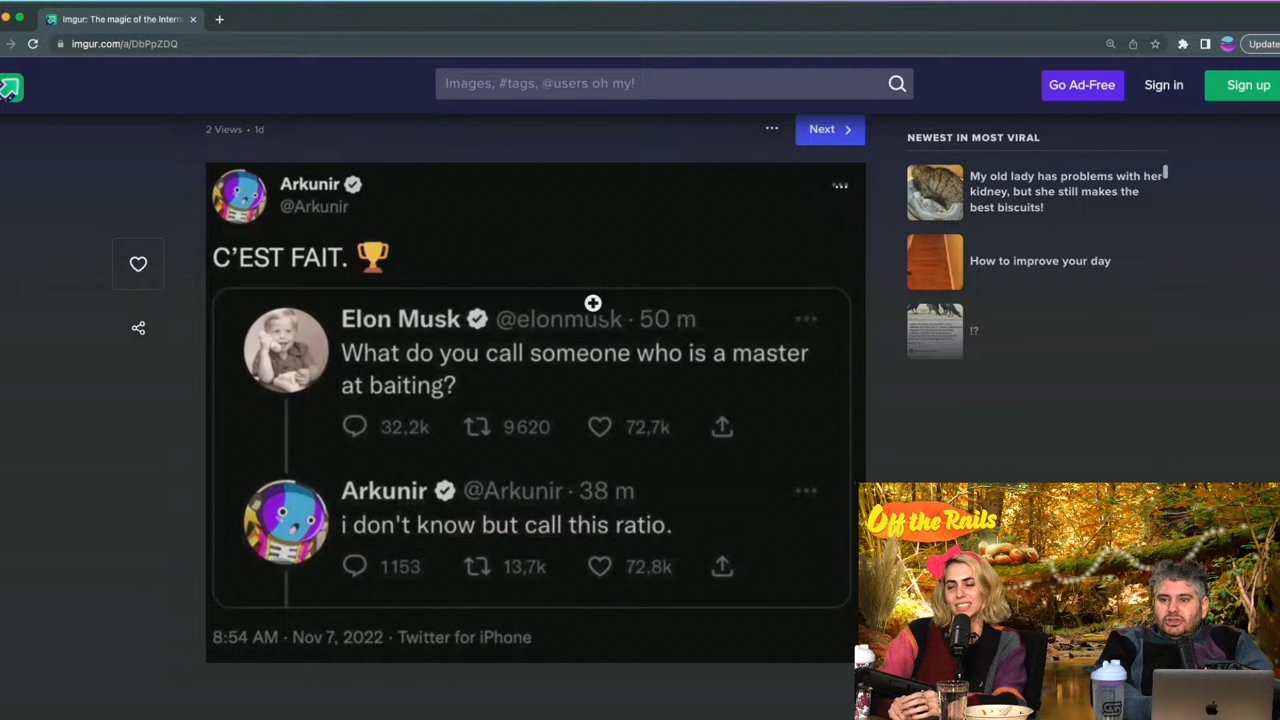 Imgur: The magic of the Intern
imgur.com/a/DbPpZDQ
Update
Images, #tags, @users oh my!
Go Ad-Free
Sign in
Sign up
2 Views • 1d
Next
NEWEST IN MOST VIRAL
My old lady has problems with her
kidney, but she still makes the
best biscuits!
How to improve your day
!?
Arkunir
@Arkunir
C'EST FAIT. 🏆
Elon Musk @elonmusk · 50 m
What do you call someone who is a master
at baiting?
32,2k 9 620 72,7k
Arkunir @Arkunir · 38 m
i don't know but call this ratio.
1153 13,7k 72,8k
8:54 AM · Nov 7, 2022 · Twitter for iPhone
Off the Rails